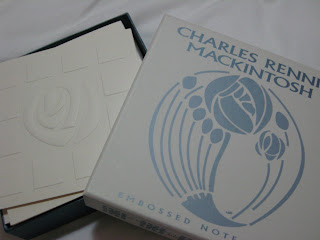 CHARLES RENNI
MACKINTOSH
EMBOSSED NOTE